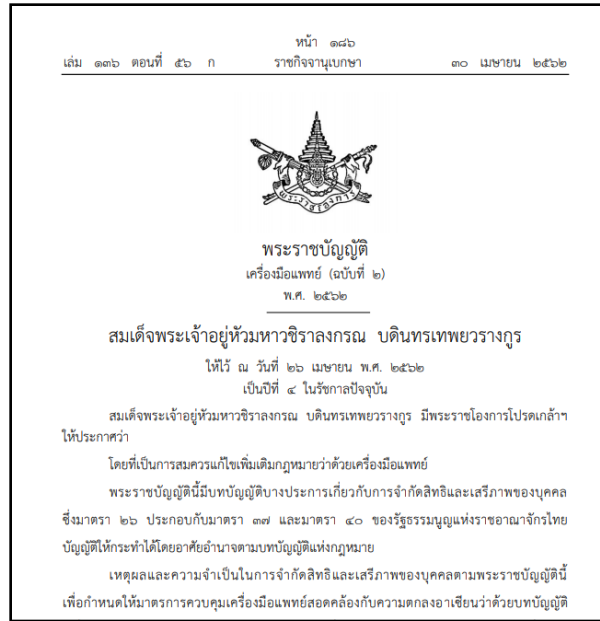 หน้า ๑๘๖
เล่ม ๑๓๖ ตอนที่ ๕๖ ก ราชกิจจานุเบกษา ๓๐ เมษายน ๒๕๖๒
พระราชโองการ
พระราชบัญญัติ
เครื่องมือแพทย์ (ฉบับที่ ๒)
พ.ศ. ๒๕๖๒
สมเด็จพระเจ้าอยู่หัวมหาวชิราลงกรณ บดินทรเทพยวรางกูร
ให้ไว้ ณ วันที่ ๒๖ เมษายน พ.ศ. ๒๕๖๒
เป็นปีที่ ๔ ในรัชกาลปัจจุบัน
สมเด็จพระเจ้าอยู่หัวมหาวชิราลงกรณ บดินทรเทพยวรางกูร มีพระราชโองการโปรดเกล้าฯ
ให้ประกาศว่า
โดยที่เป็นการสมควรแก้ไขเพิ่มเติมกฎหมายว่าด้วยเครื่องมือแพทย์
พระราชบัญญัตินี้มีบทบัญญัติบางประการเกี่ยวกับการจำกัดสิทธิและเสรีภาพของบุคคล
ซึ่งมาตรา ๒๖ ประกอบกับมาตรา ๓๗ และมาตรา ๔๐ ของรัฐธรรมนูญแห่งราชอาณาจักรไทย
บัญญัติให้กระทำได้โดยอาศัยอำนาจตามบทบัญญัติแห่งกฎหมาย
เหตุผลและความจำเป็นในการจำกัดสิทธิและเสรีภาพของบุคคลตามพระราชบัญญัตินี้
เพื่อกำหนดให้มาตรการควบคุมเครื่องมือแพทย์สอดคล้องกับความตกลงอาเซียนว่าด้วยบทบัญญัติ